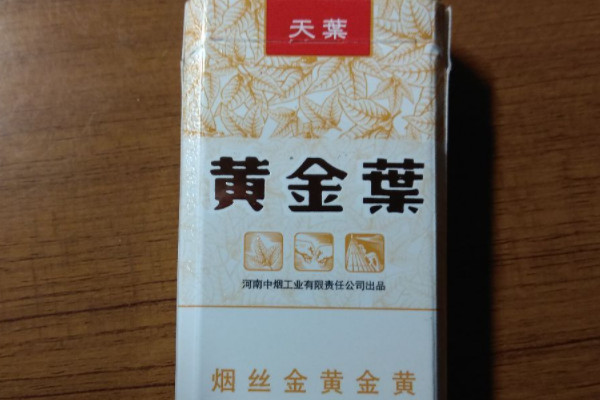 天葉
黄金葉
河南中烟工业有限责任公司出品
烟丝金黄金黄